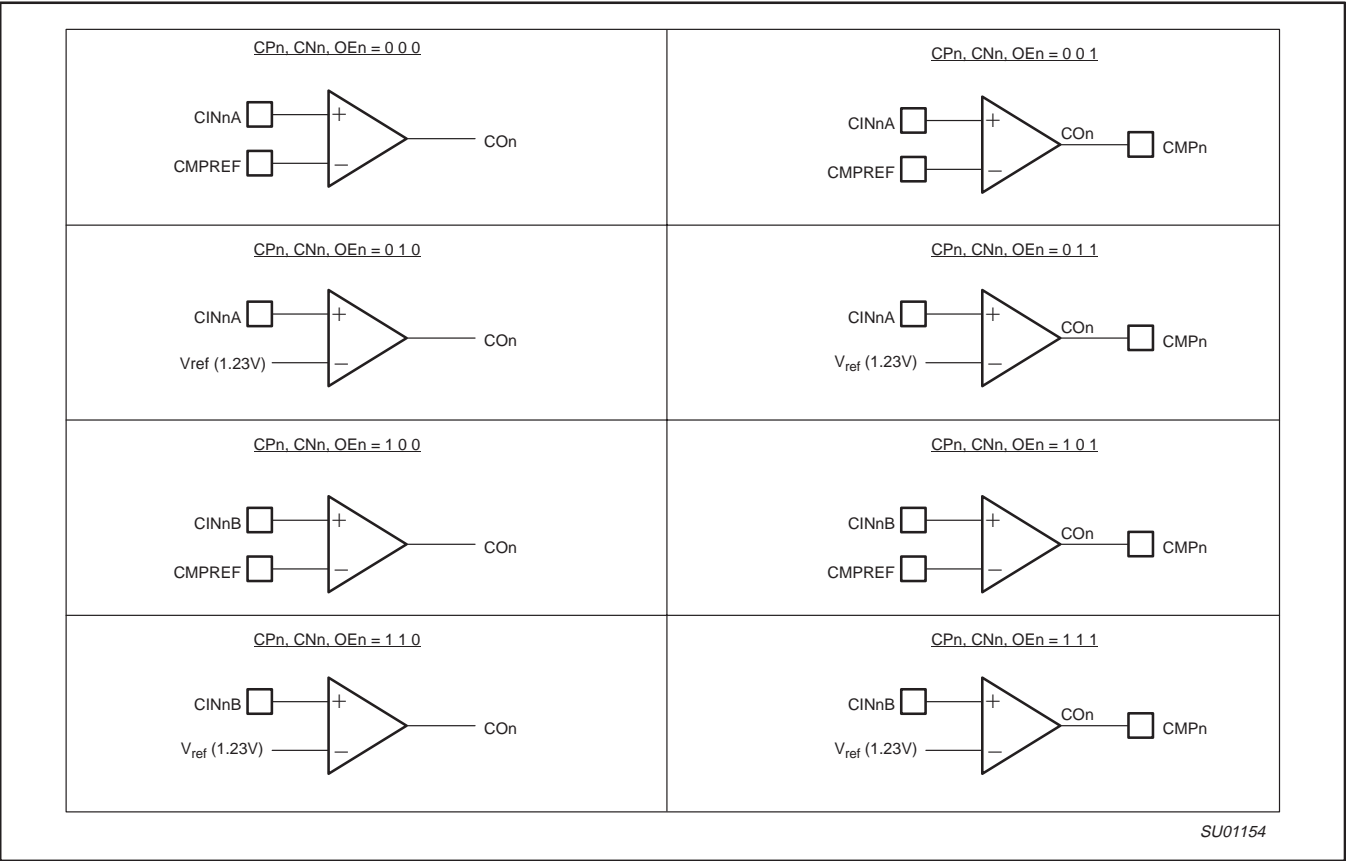 CPn, CNn, OEn = 0 0 0
CINnA
+
CMPREF
–
COn
CPn, CNn, OEn = 0 0 1
CINnA
+
CMPREF
–
COn
CMPn
CPn, CNn, OEn = 0 1 0
CINnA
+
Vref (1.23V)
–
COn
CPn, CNn, OEn = 0 1 1
CINnA
+
Vref (1.23V)
–
COn
CMPn
CPn, CNn, OEn = 1 0 0
CINnB
+
CMPREF
–
COn
CPn, CNn, OEn = 1 0 1
CINnB
+
CMPREF
–
COn
CMPn
CPn, CNn, OEn = 1 1 0
CINnB
+
Vref (1.23V)
–
COn
CPn, CNn, OEn = 1 1 1
CINnB
+
Vref (1.23V)
–
COn
CMPn
SU01154